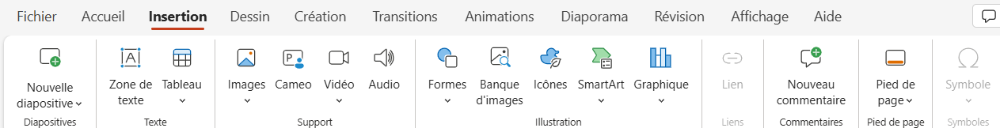 Fichier Accueil Insertion Dessin Création Transitions Animations Diaporama Révision Affichage Aide
Nouvelle diapositive
Zone de texte
Tableau
Images
Cameo
Vidéo
Audio
Formes
Banque d'images
Icônes
SmartArt
Graphique
Lien
Nouveau commentaire
Pied de page
Symbole
Diapositives Texte Support Illustration Liens Commentaires Pied de page Symboles